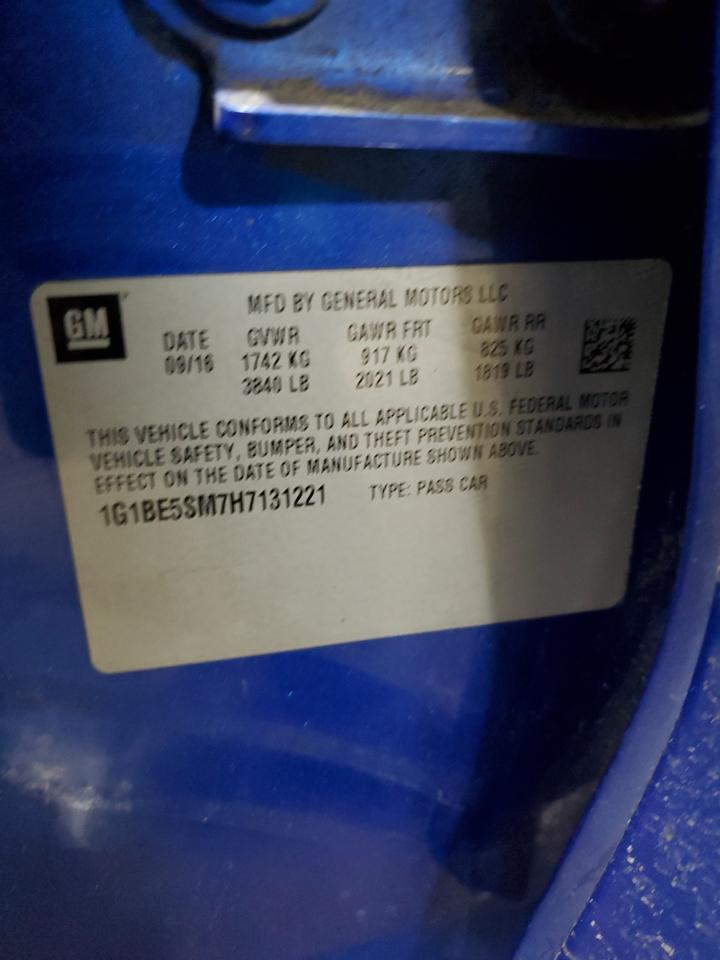 GM
MFD BY GENERAL MOTORS LLC
DATE GVWR GAWR FRT GAWR RR
09/16 1742 KG 917 KG 825 KG
3840 LB 2021 LB 1819 LB
THIS VEHICLE CONFORMS TO ALL APPLICABLE U.S. FEDERAL MOTOR
VEHICLE SAFETY, BUMPER, AND THEFT PREVENTION STANDARDS IN
EFFECT ON THE DATE OF MANUFACTURE SHOWN ABOVE.
1G1BE5SM7H7131221 TYPE: PASS CAR